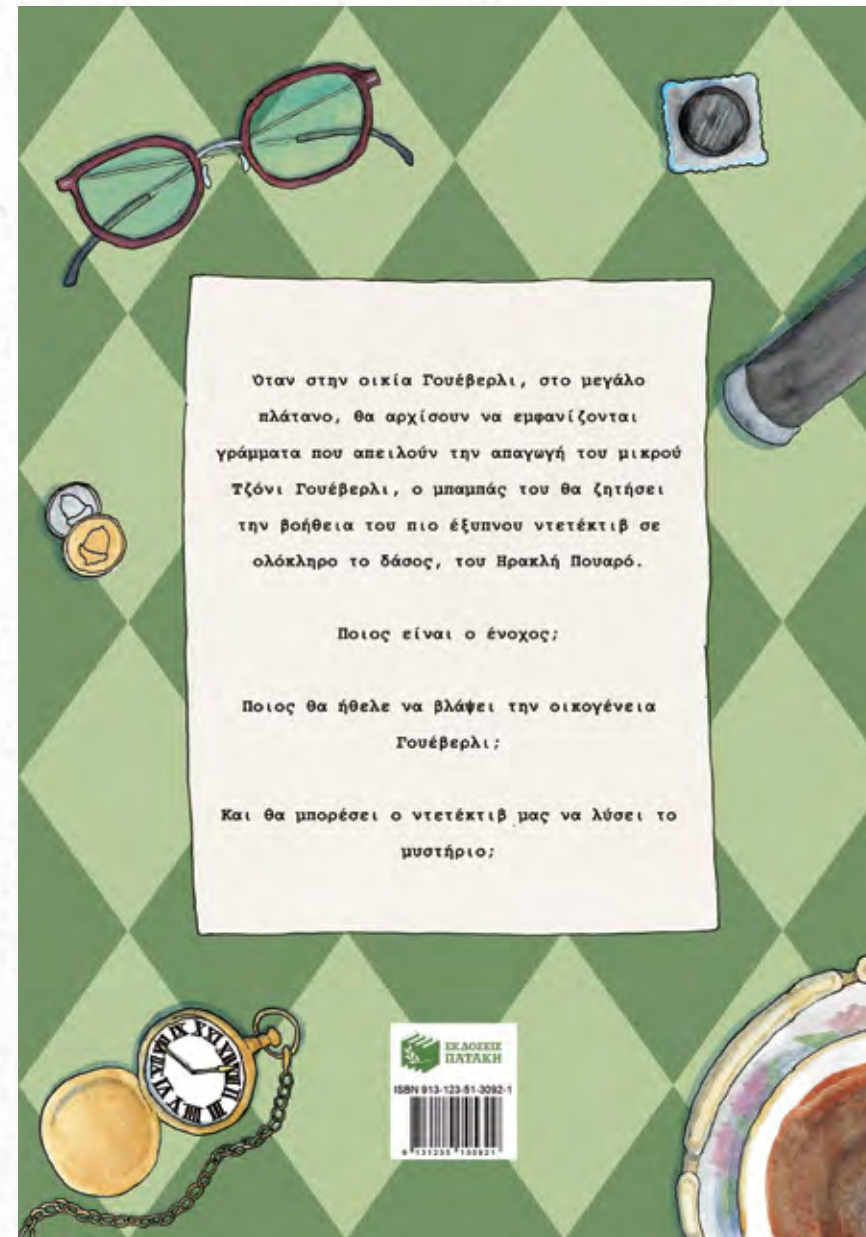 Όταν στην οικία Γουέβερλι, στο μεγάλο
πλάτανο, θα αρχίσουν να εμφανίζονται
γράμματα που απειλούν την απαγωγή του μικρού
Τζόνι Γουέβερλι, ο μπαμπάς του θα ζητήσει
την βοήθεια του πιο έξυπνου ντετέκτιβ σε
ολόκληρο το δάσος, του Ηρακλή Πουαρό.
Ποιος είναι ο ένοχος;
Ποιος θα ήθελε να βλάψει την οικογένεια
Γουέβερλι;
Και θα μπορέσει ο ντετέκτιβ μας να λύσει το
μυστήριο;
ΕΚΔΟΣΕΙΣ
ΠΑΤΑΚΗ
ISBN 913-123-51-3092-1
9 131235 130921